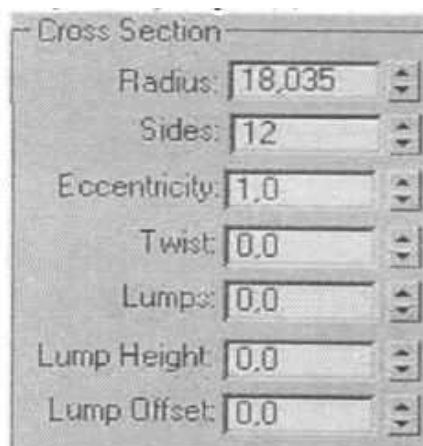 Cross Section
Radius: 18,035
Sides: 12
Eccentricity: 1,0
Twist: 0,0
Lumps: 0,0
Lump Height: 0,0
Lump Offset: 0,0